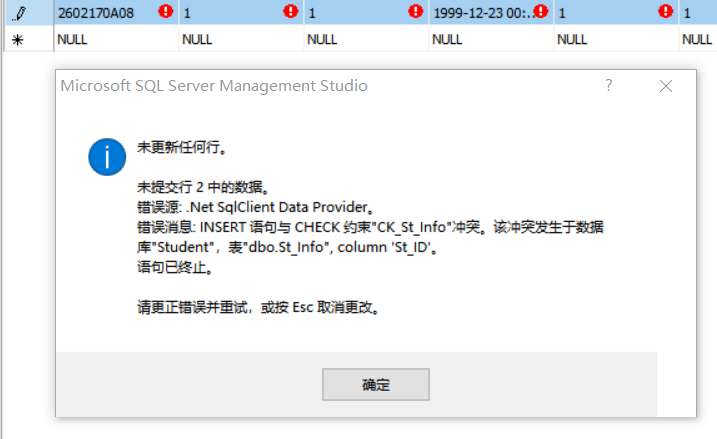 2602170A08 1 1 1999-12-23 00:... 1 1
NULL NULL NULL NULL NULL NULL
Microsoft SQL Server Management Studio ?
未更新任何行。
未提交行 2 中的数据。
错误源: .Net SqlClient Data Provider。
错误消息: INSERT 语句与 CHECK 约束"CK_St_Info"冲突。该冲突发生于数据
库"Student"，表"dbo.St_Info", column 'St_ID'。
语句已终止。
请更正错误并重试，或按 Esc 取消更改。
确定